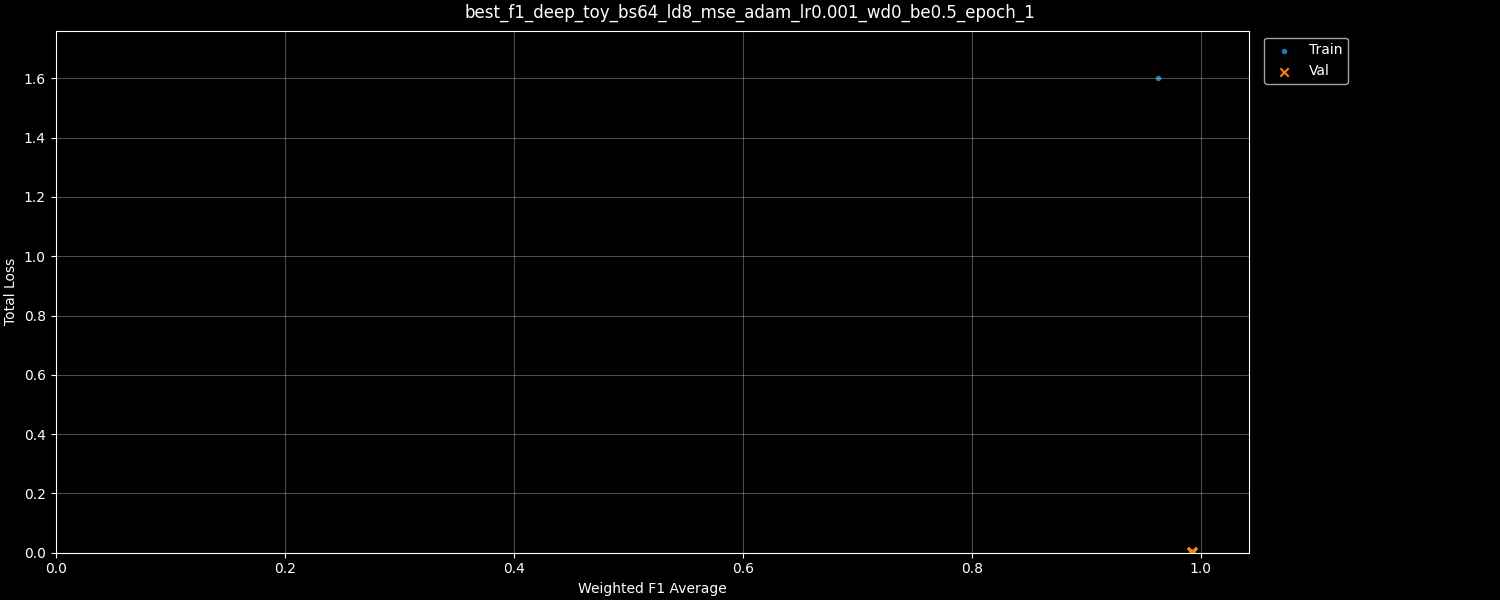 best_f1_deep_toy_bs64_ld8_mse_adam_lr0.001_wd0_be0.5_epoch_1
Train
Val
Total Loss
1.6
1.4
1.2
1.0
0.8
0.6
0.4
0.2
0.0
0.0 0.2 0.4 0.6 0.8 1.0
Weighted F1 Average